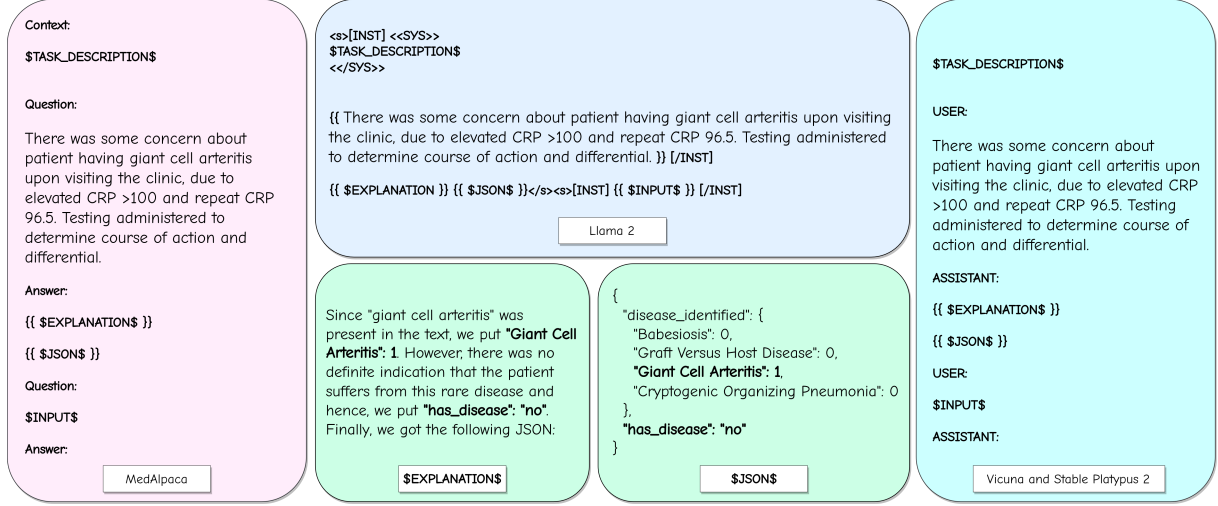 Context:
$TASK_DESCRIPTION$
Question:
There was some concern about
patient having giant cell arteritis
upon visiting the clinic, due to
elevated CRP >100 and repeat CRP
96.5. Testing administered to
determine course of action and
differential.
Answer:
{{ $EXPLANATION$ }}
{{ $JSON$ }}
Question:
$INPUT$
Answer:
MedAlpaca
<s>[INST] <<SYS>>
$TASK_DESCRIPTION$
<</SYS>>
{{ There was some concern about patient having giant cell arteritis upon visiting
the clinic, due to elevated CRP >100 and repeat CRP 96.5. Testing administered
to determine course of action and differential. }} [/INST]
{{ $EXPLANATION }} {{ $JSON$ }}</s><s>[INST] {{ $INPUT$ }} [/INST]
Llama 2
Since "giant cell arteritis" was
present in the text, we put "Giant Cell
Arteritis": 1. However, there was no
definite indication that the patient
suffers from this rare disease and
hence, we put "has_disease": "no".
Finally, we got the following JSON:
$EXPLANATION$
{
"disease_identified": {
"Babesiosis": 0,
"Graft Versus Host Disease": 0,
"Giant Cell Arteritis": 1,
"Cryptogenic Organizing Pneumonia": 0
},
"has_disease": "no"
}
$JSON$
$TASK_DESCRIPTION$
USER:
There was some concern about
patient having giant cell arteritis upon
visiting the clinic, due to elevated CRP
>100 and repeat CRP 96.5. Testing
administered to determine course of
action and differential.
ASSISTANT:
{{ $EXPLANATION$ }}
{{ $JSON$ }}
USER:
$INPUT$
ASSISTANT:
Vicuna and Stable Platypus 2